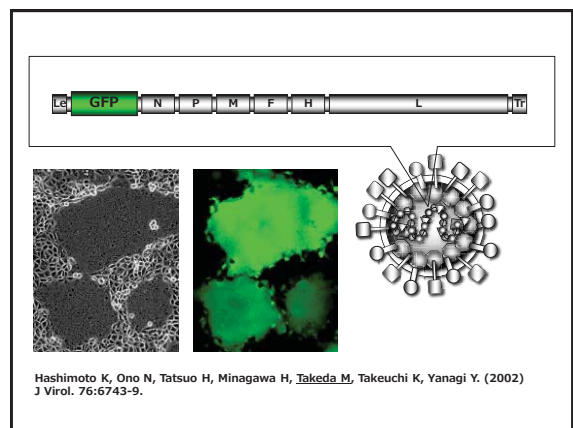 Le GFP N P M F H L Tr
Hashimoto K, Ono N, Tatsuo H, Minagawa H, Takeda M, Takeuchi K, Yanagi Y. (2002)
J Virol. 76:6743-9.